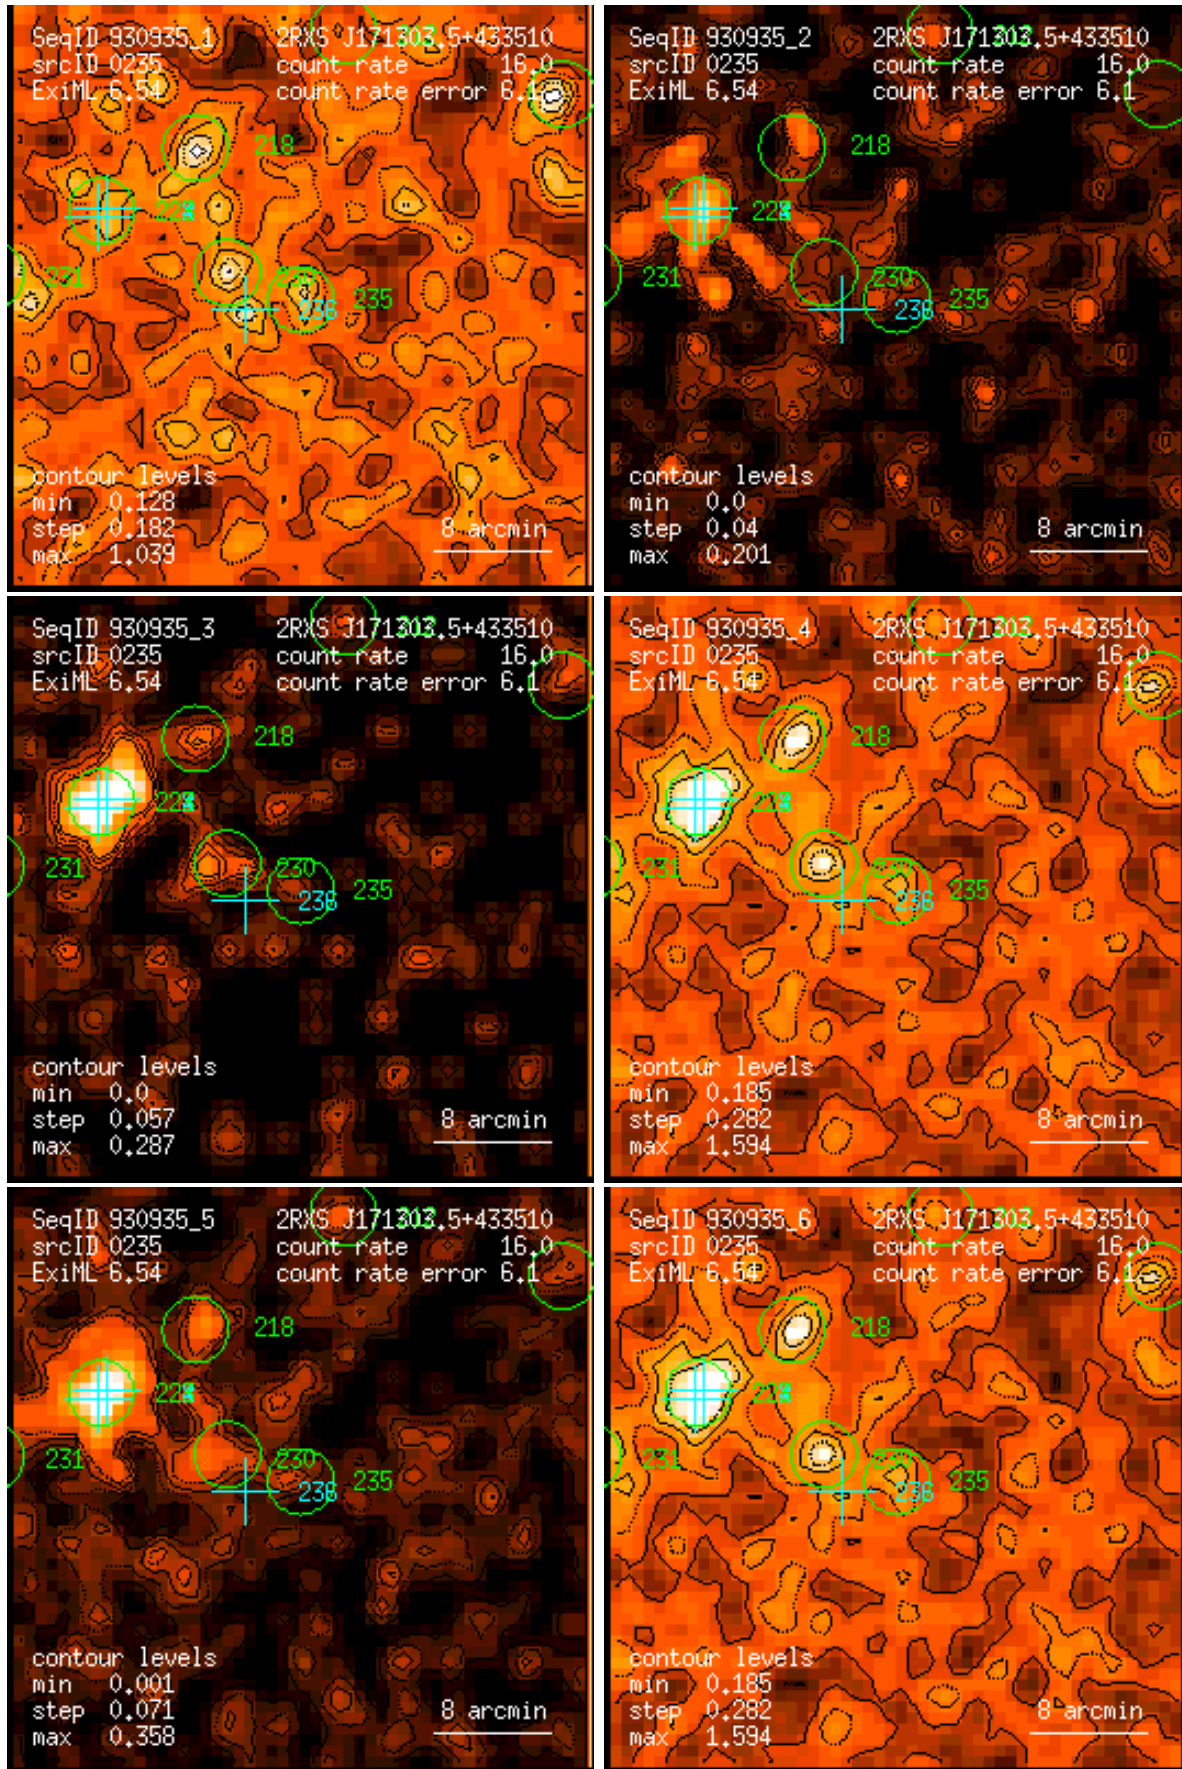 SeqID 930935_1 2RXS J171303.5+433510
srcID 0235 count rate 16.0
ExiML 6.54 count rate error 6.1
218
231
230
235
236
contour levels
min 0.128
step 0.182
max 1.039
8 arcmin
SeqID 930935_2 2RXS J171303.5+433510
srcID 0235 count rate 16.0
ExiML 6.54 count rate error 6.1
218
231
230
235
236
contour levels
min 0.0
step 0.04
max 0.201
8 arcmin
SeqID 930935_3 2RXS J171303.5+433510
srcID 0235 count rate 16.0
ExiML 6.54 count rate error 6.1
218
231
230
235
236
contour levels
min 0.0
step 0.057
max 0.287
8 arcmin
SeqID 930935_4 2RXS J171303.5+433510
srcID 0235 count rate 16.0
ExiML 6.54 count rate error 6.1
218
231
230
235
236
contour levels
min 0.185
step 0.282
max 1.594
8 arcmin
SeqID 930935_5 2RXS J171303.5+433510
srcID 0235 count rate 16.0
ExiML 6.54 count rate error 6.1
218
231
230
235
236
contour levels
min 0.001
step 0.071
max 0.358
8 arcmin
SeqID 930935_6 2RXS J171303.5+433510
srcID 0235 count rate 16.0
ExiML 6.54 count rate error 6.1
218
231
230
235
236
contour levels
min 0.185
step 0.282
max 1.594
8 arcmin